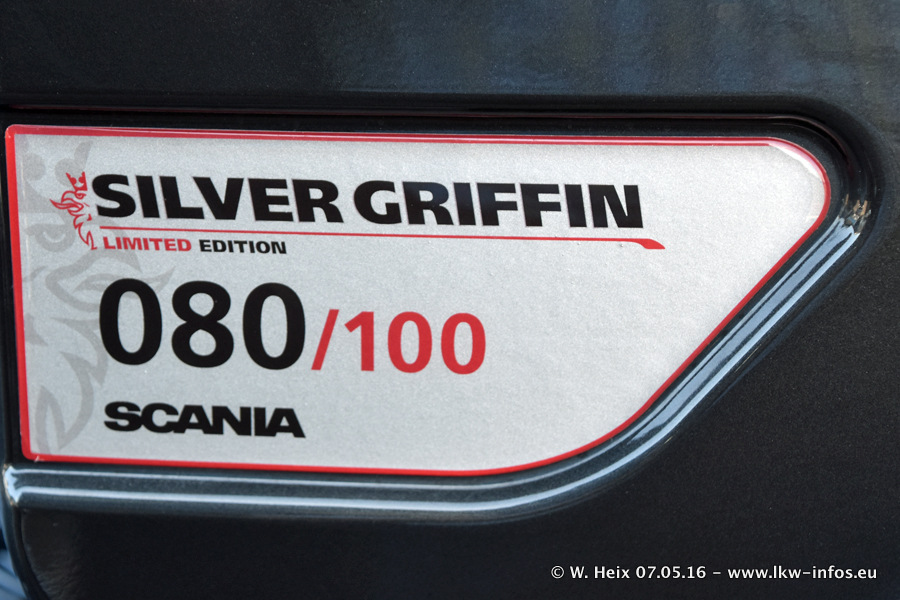 SILVER GRIFFIN
LIMITED EDITION
080/100
SCANIA
© W. Heix 07.05.16 - www.lkw-infos.eu